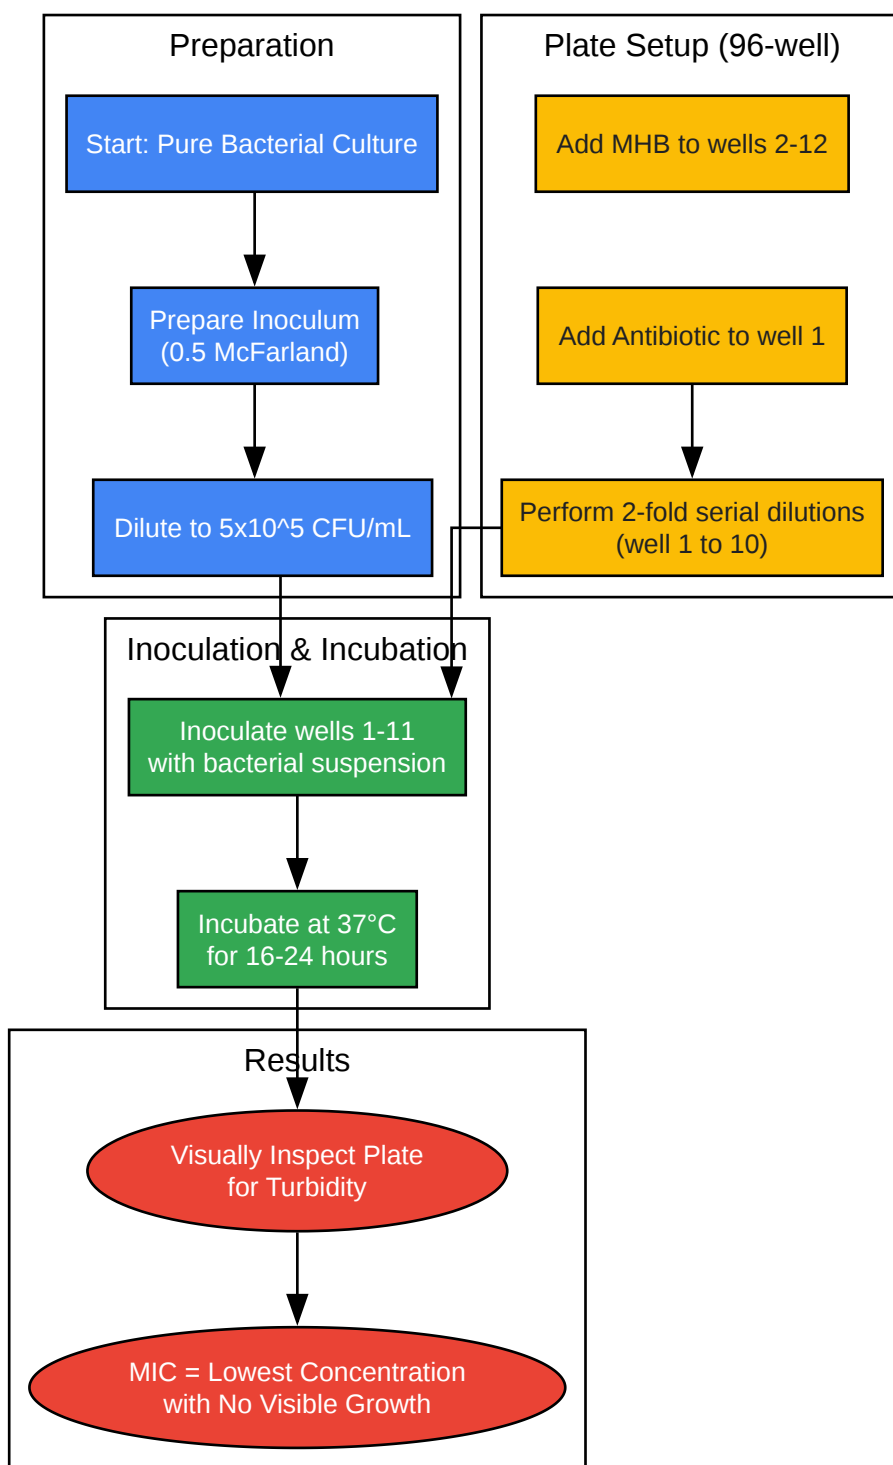 Preparation
Start: Pure Bacterial Culture
Prepare Inoculum
(0.5 McFarland)
Dilute to 5x10^5 CFU/mL
Plate Setup (96-well)
Add MHB to wells 2-12
Add Antibiotic to well 1
Perform 2-fold serial dilutions
(well 1 to 10)
Inoculation & Incubation
Inoculate wells 1-11
with bacterial suspension
Incubate at 37°C
for 16-24 hours
Results
Visually Inspect Plate
for Turbidity
MIC = Lowest Concentration
with No Visible Growth